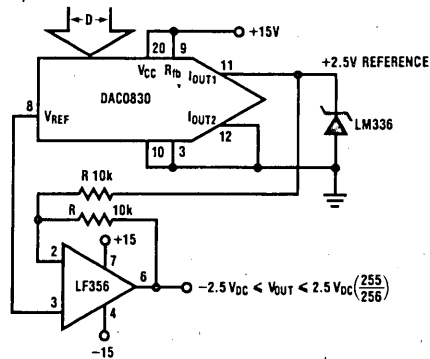 D
20 9 +15V
VCC Rfb IOUT1 11
+2.5V REFERENCE
DAC0830
8 VREF
IOUT2
12
LM336
10 3
R 10k
R 10k
+15
2 7
LF356 6
−2.5 VDC ≤ VOUT ≤ 2.5 VDC(255/256)
3 4
−15